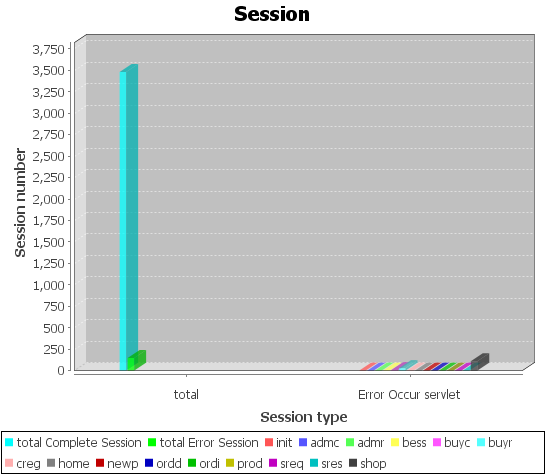 Session
3,750
3,500
3,250
3,000
2,750
2,500
2,250
2,000
1,750
1,500
1,250
1,000
750
500
250
0
Session number
total Error Occur servlet
Session type
total Complete Session total Error Session init admc admr bess buyc buyr
creg home newp ordd ordi prod sreq sres shop